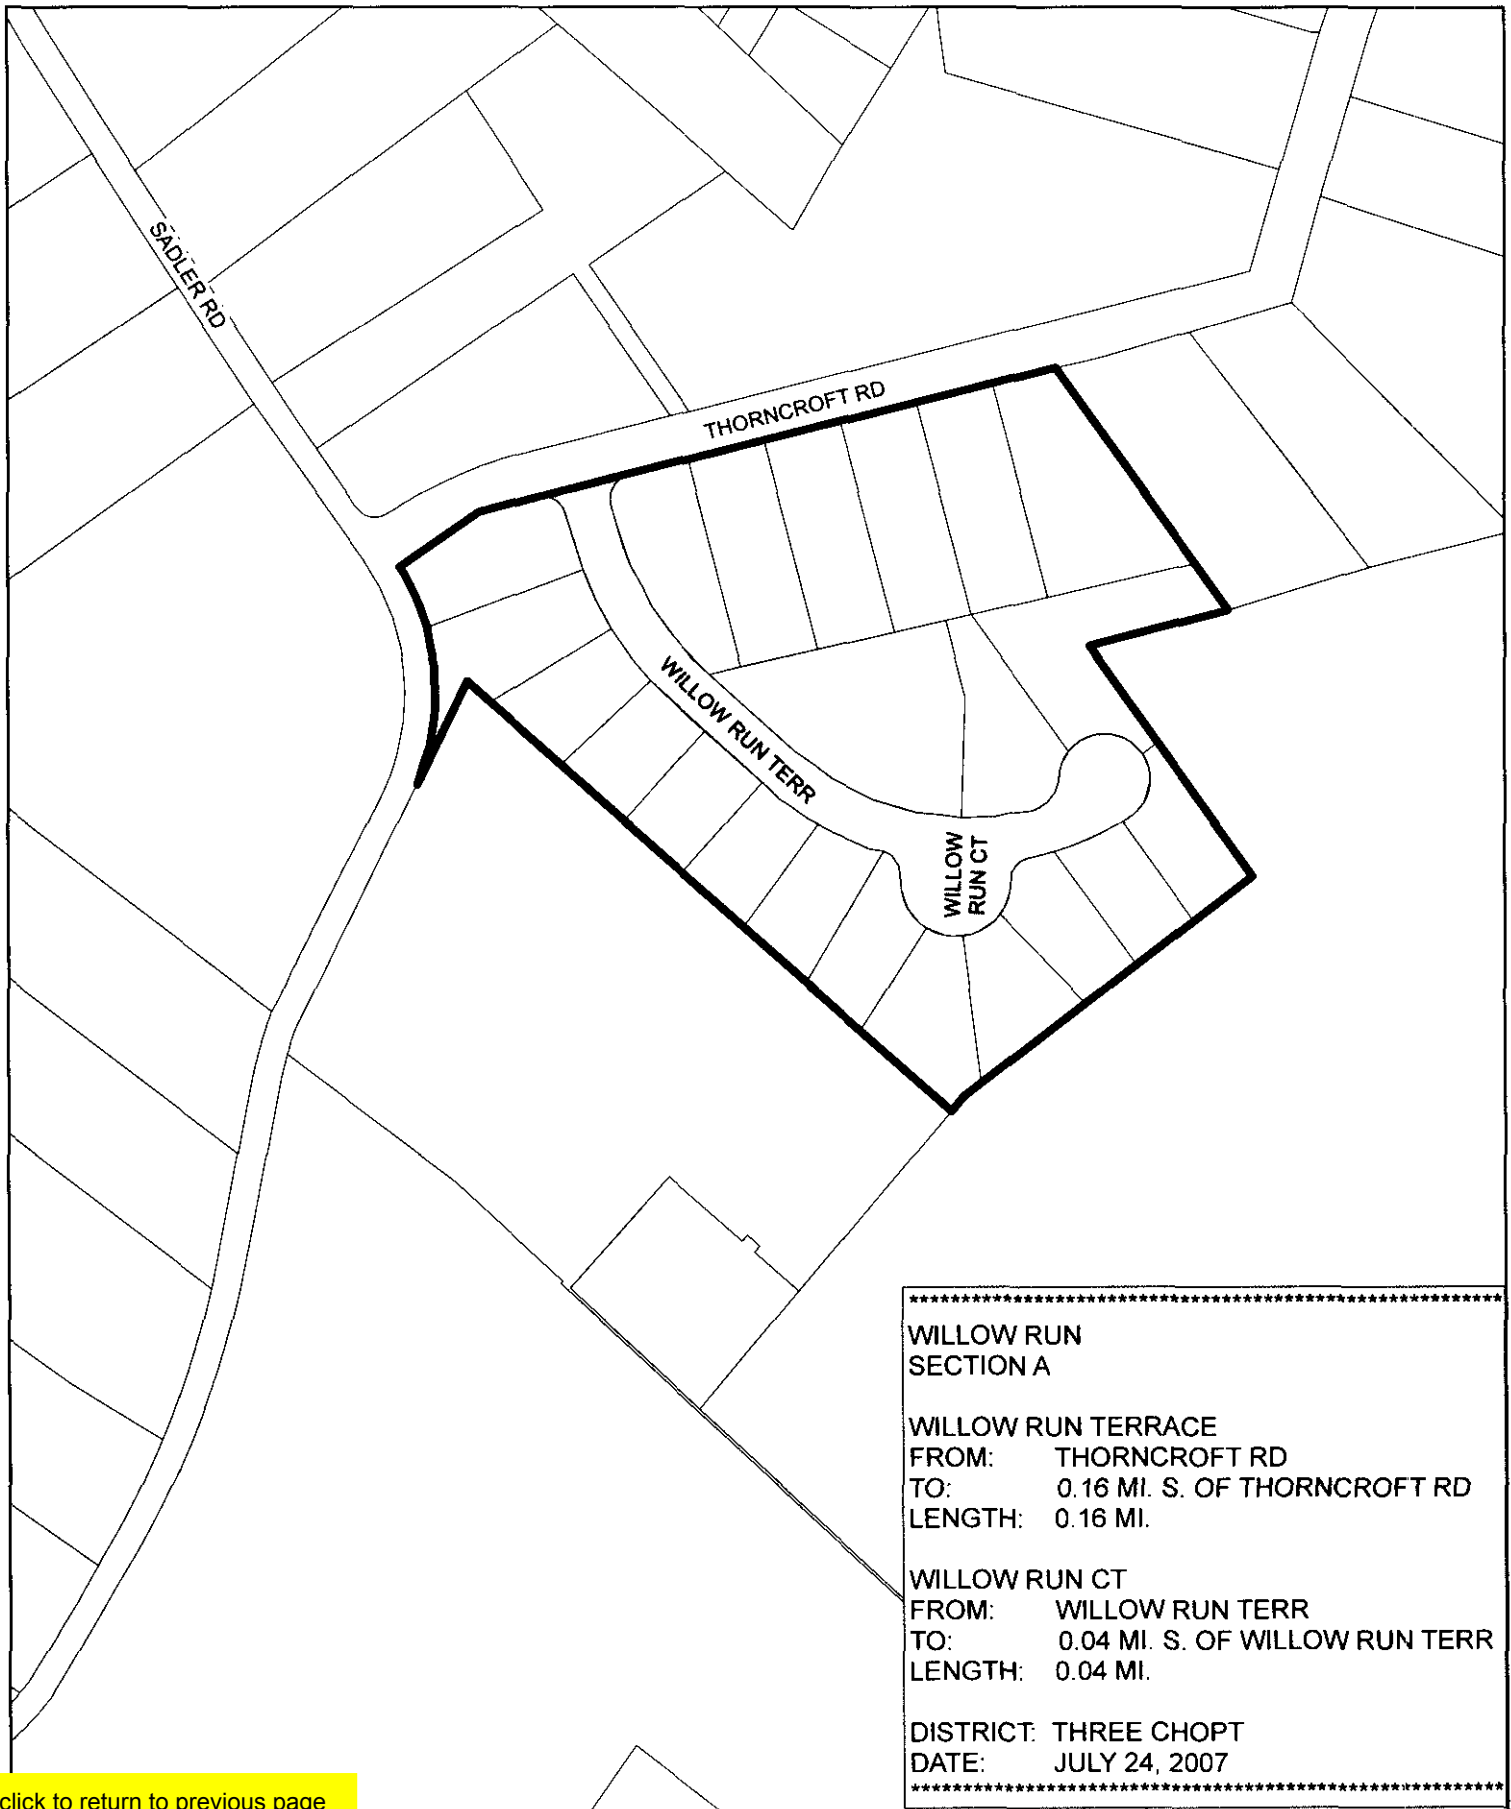 SADLER RD
THORNCROFT RD
WILLOW RUN TERR
WILLOW
RUN CT
**********************************************************
WILLOW RUN
SECTION A
WILLOW RUN TERRACE
FROM: THORNCROFT RD
TO: 0.16 MI. S. OF THORNCROFT RD
LENGTH: 0.16 MI.
WILLOW RUN CT
FROM: WILLOW RUN TERR
TO: 0.04 MI. S. OF WILLOW RUN TERR
LENGTH: 0.04 MI.
DISTRICT: THREE CHOPT
DATE: JULY 24, 2007
**********************************************************
click to return to previous page